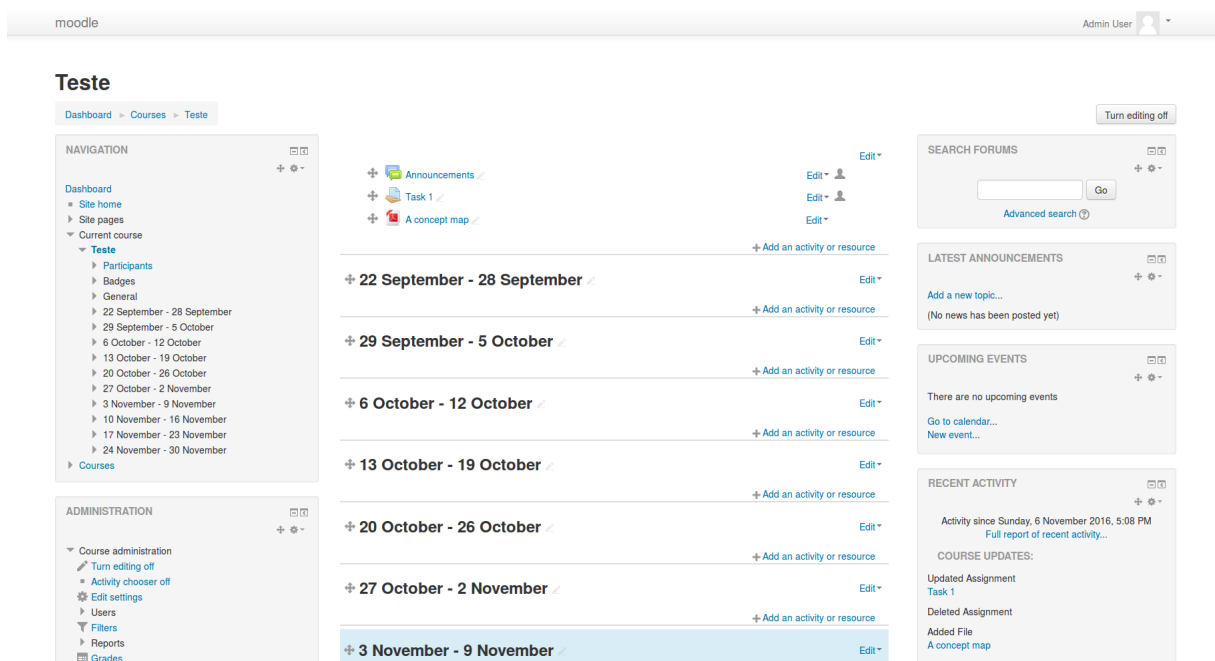 moodle
Admin User
Teste
Dashboard Courses Teste
Turn editing off
NAVIGATION
Dashboard
Site home
Site pages
Current course
Teste
Participants
Badges
General
22 September - 28 September
29 September - 5 October
6 October - 12 October
13 October - 19 October
20 October - 26 October
27 October - 2 November
3 November - 9 November
10 November - 16 November
17 November - 23 November
24 November - 30 November
Courses
ADMINISTRATION
Course administration
Turn editing off
Activity chooser off
Edit settings
Users
Filters
Reports
Grades
Edit
Announcements Edit
Task 1 Edit
A concept map Edit
Add an activity or resource
22 September - 28 September Edit
Add an activity or resource
29 September - 5 October Edit
Add an activity or resource
6 October - 12 October Edit
Add an activity or resource
13 October - 19 October Edit
Add an activity or resource
20 October - 26 October Edit
Add an activity or resource
27 October - 2 November Edit
Add an activity or resource
3 November - 9 November Edit
SEARCH FORUMS
Go
Advanced search ?
LATEST ANNOUNCEMENTS
Add a new topic...
(No news has been posted yet)
UPCOMING EVENTS
There are no upcoming events
Go to calendar...
New event...
RECENT ACTIVITY
Activity since Sunday, 6 November 2016, 5:08 PM
Full report of recent activity...
COURSE UPDATES:
Updated Assignment
Task 1
Deleted Assignment
Added File
A concept map